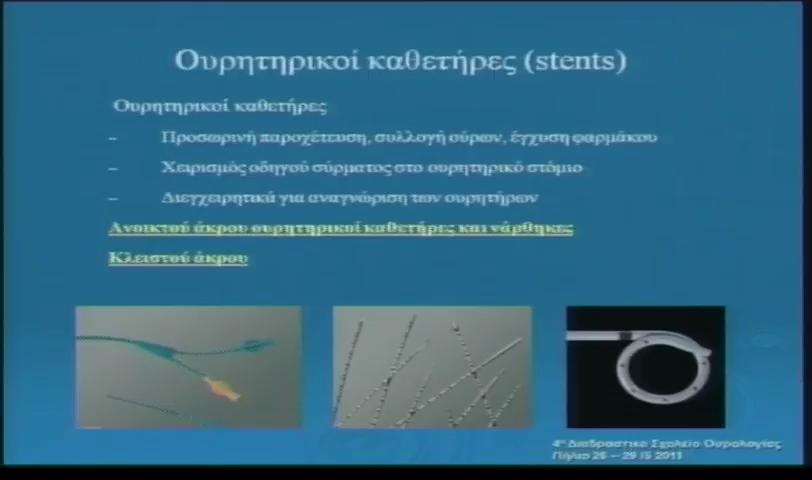 Ουρητηρικοί καθετήρες (stents)
Ουρητηρικοί καθετήρες
– Προσωρινή παροχέτευση, συλλογή ούρων, έγχυση φαρμάκου
– Χειρισμός οδηγού σύρματος στο ουρητηρικό στόμιο
– Διεγχειρητικά για αναγνώριση των ουρητήρων
Ανοικτού άκρου ουρητηρικοί καθετήρες και νάρθηκες
Κλειστού άκρου
4ο Διαδραστικο Σχολείο Ουρολογίας
Πήλιο 26 – 29 /5 2011